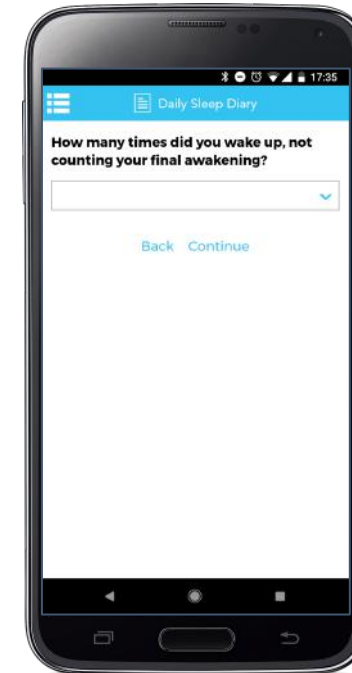 17:35
Daily Sleep Diary
How many times did you wake up, not
counting your final awakening?
Back Continue